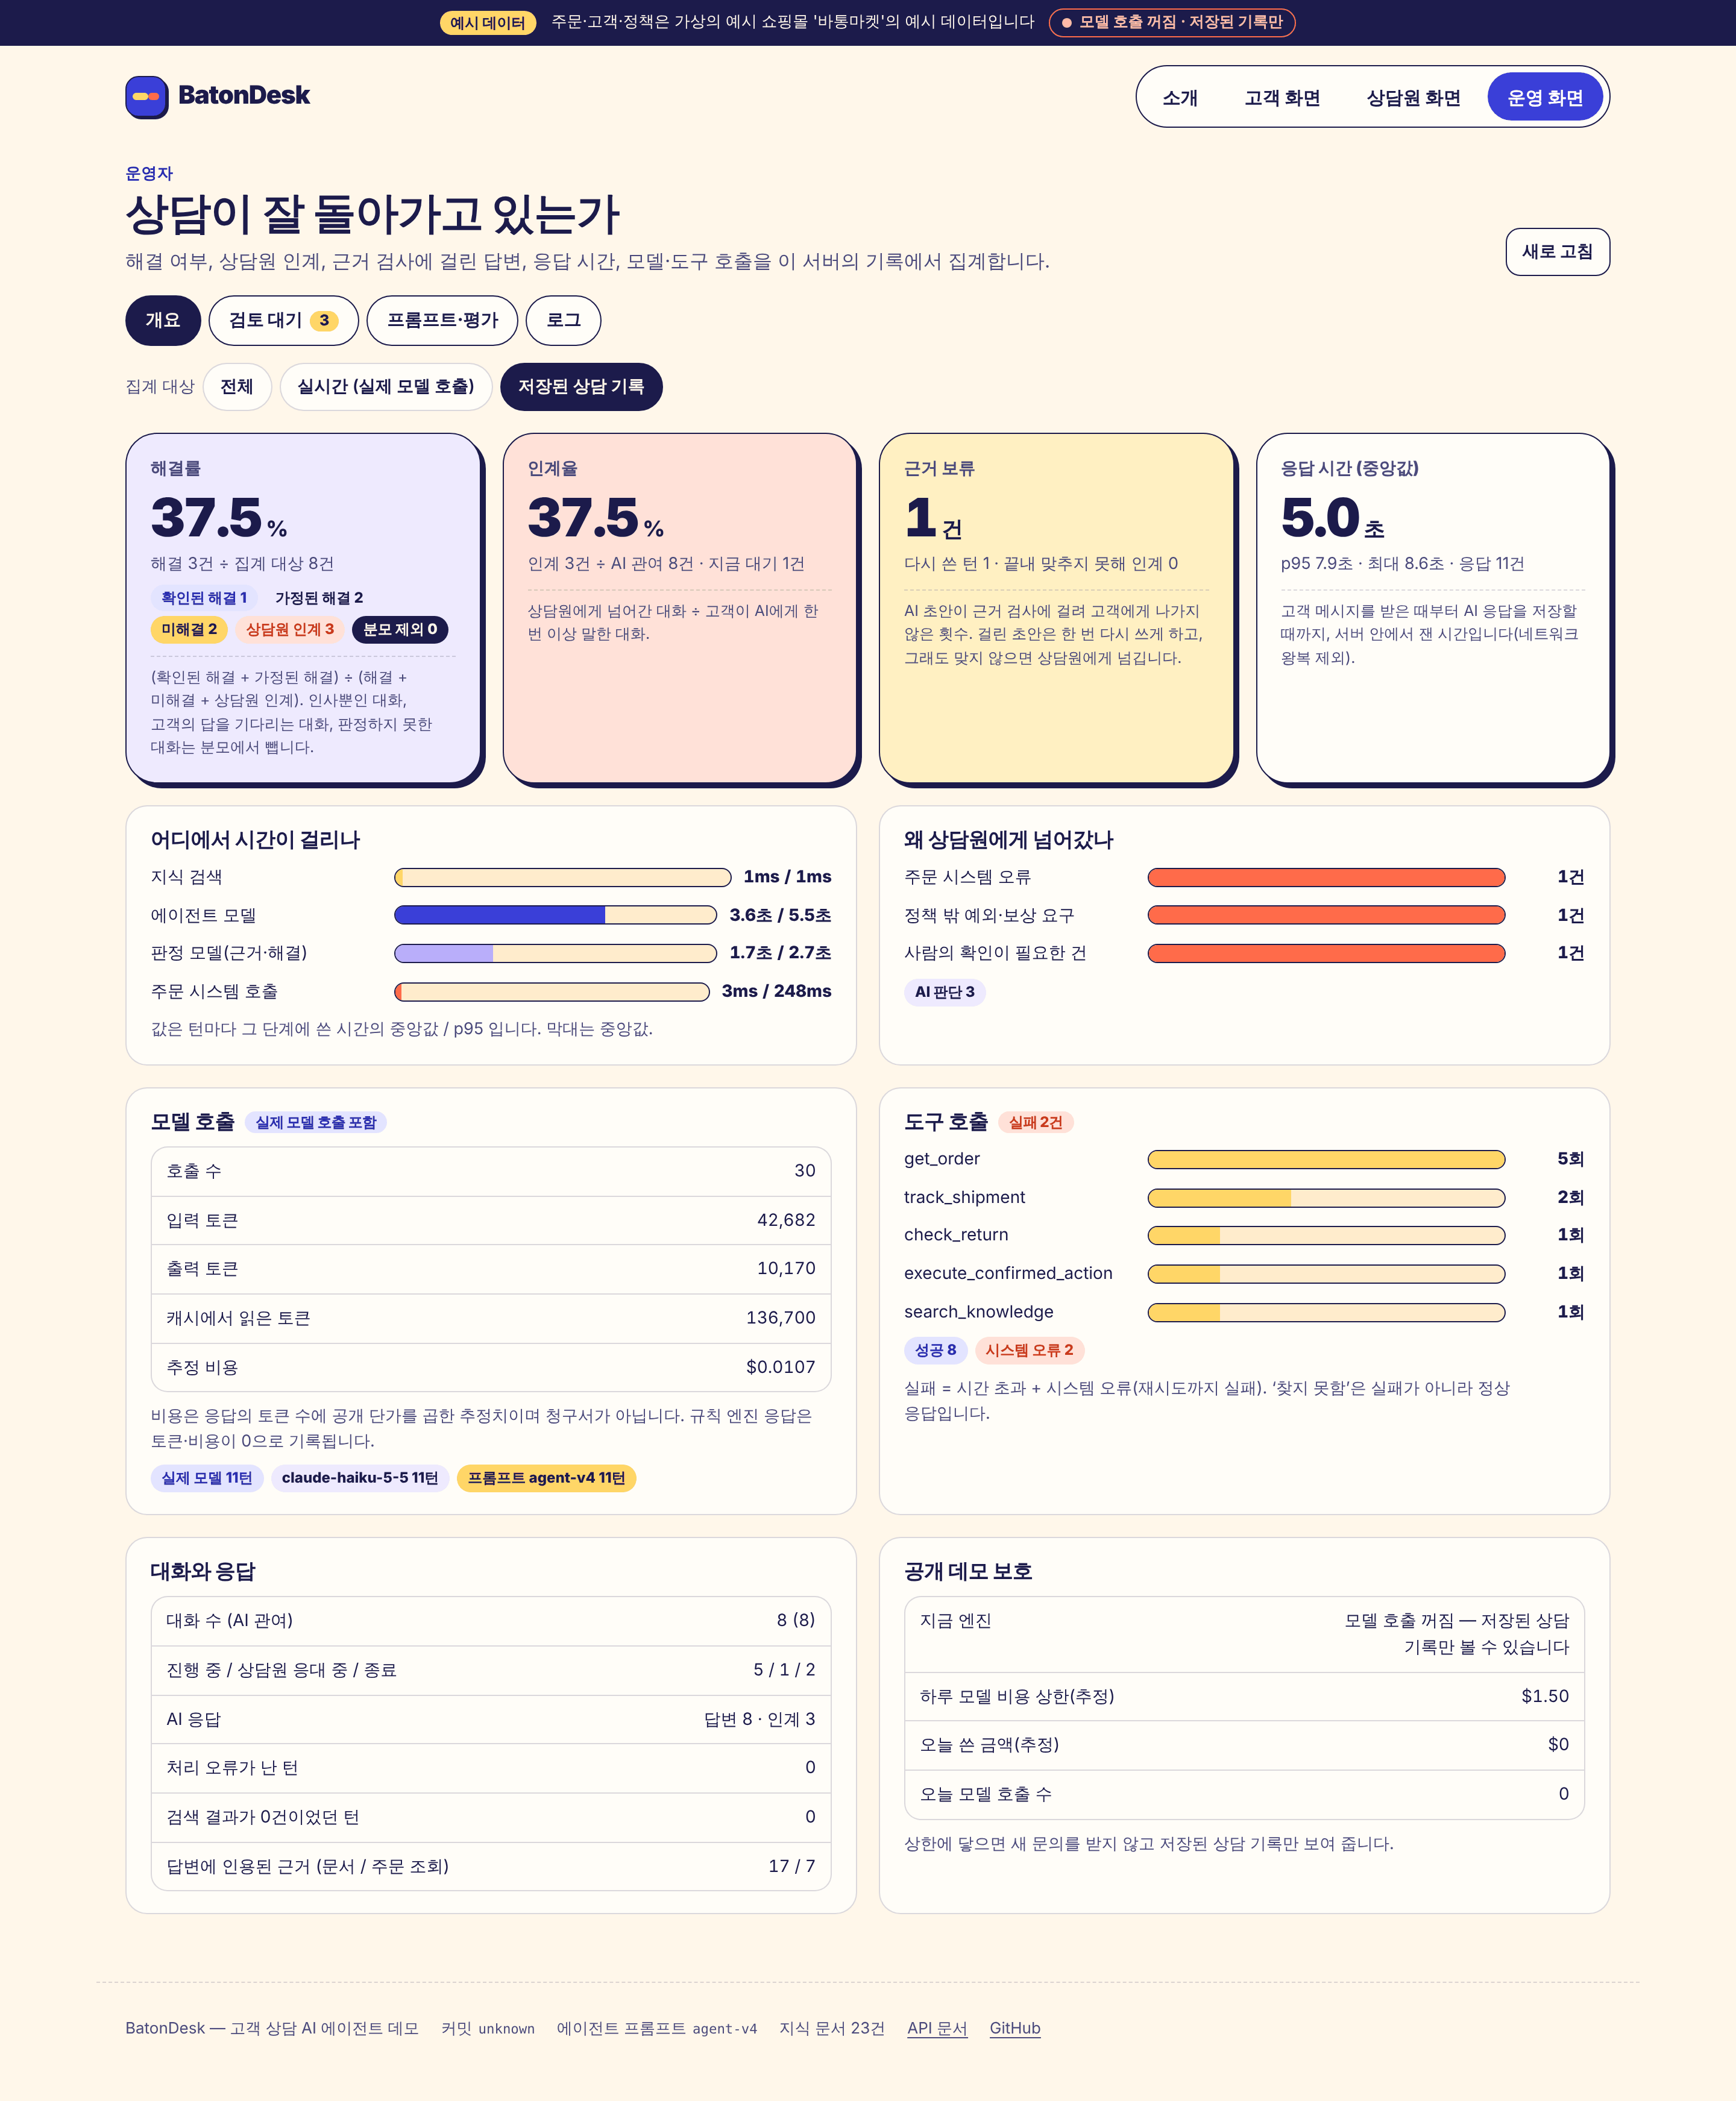 예시 데이터 주문·고객·정책은 가상의 예시 쇼핑몰 '바통마켓'의 예시 데이터입니다 모델 호출 꺼짐 · 저장된 기록만
BatonDesk 소개 고객 화면 상담원 화면 운영 화면
운영자
상담이 잘 돌아가고 있는가
해결 여부, 상담원 인계, 근거 검사에 걸린 답변, 응답 시간, 모델·도구 호출을 이 서버의 기록에서 집계합니다.
새로 고침
개요 검토 대기 3 프롬프트·평가 로그
집계 대상 전체 실시간 (실제 모델 호출) 저장된 상담 기록
해결률
37.5 %
해결 3건 ÷ 집계 대상 8건
확인된 해결 1 가정된 해결 2
미해결 2 상담원 인계 3 분모 제외 0
(확인된 해결 + 가정된 해결) ÷ (해결 +
미해결 + 상담원 인계). 인사뿐인 대화,
고객의 답을 기다리는 대화, 판정하지 못한
대화는 분모에서 뺍니다.
인계율
37.5 %
인계 3건 ÷ AI 관여 8건 · 지금 대기 1건
상담원에게 넘어간 대화 ÷ 고객이 AI에게 한
번 이상 말한 대화.
근거 보류
1 건
다시 쓴 턴 1 · 끝내 맞추지 못해 인계 0
AI 초안이 근거 검사에 걸려 고객에게 나가지
않은 횟수. 걸린 초안은 한 번 다시 쓰게 하고,
그래도 맞지 않으면 상담원에게 넘깁니다.
응답 시간 (중앙값)
5.0 초
p95 7.9초 · 최대 8.6초 · 응답 11건
고객 메시지를 받은 때부터 AI 응답을 저장할
때까지, 서버 안에서 잰 시간입니다(네트워크
왕복 제외).
어디에서 시간이 걸리나
지식 검색 1ms / 1ms
에이전트 모델 3.6초 / 5.5초
판정 모델(근거·해결) 1.7초 / 2.7초
주문 시스템 호출 3ms / 248ms
값은 턴마다 그 단계에 쓴 시간의 중앙값 / p95 입니다. 막대는 중앙값.
왜 상담원에게 넘어갔나
주문 시스템 오류 1건
정책 밖 예외·보상 요구 1건
사람의 확인이 필요한 건 1건
AI 판단 3
모델 호출 실제 모델 호출 포함
호출 수 30
입력 토큰 42,682
출력 토큰 10,170
캐시에서 읽은 토큰 136,700
추정 비용 $0.0107
비용은 응답의 토큰 수에 공개 단가를 곱한 추정치이며 청구서가 아닙니다. 규칙 엔진 응답은
토큰·비용이 0으로 기록됩니다.
실제 모델 11턴 claude-haiku-5-5 11턴 프롬프트 agent-v4 11턴
도구 호출 실패 2건
get_order 5회
track_shipment 2회
check_return 1회
execute_confirmed_action 1회
search_knowledge 1회
성공 8 시스템 오류 2
실패 = 시간 초과 + 시스템 오류(재시도까지 실패). ‘찾지 못함’은 실패가 아니라 정상
응답입니다.
대화와 응답
대화 수 (AI 관여) 8 (8)
진행 중 / 상담원 응대 중 / 종료 5 / 1 / 2
AI 응답 답변 8 · 인계 3
처리 오류가 난 턴 0
검색 결과가 0건이었던 턴 0
답변에 인용된 근거 (문서 / 주문 조회) 17 / 7
공개 데모 보호
지금 엔진 모델 호출 꺼짐 — 저장된 상담
기록만 볼 수 있습니다
하루 모델 비용 상한(추정) $1.50
오늘 쓴 금액(추정) $0
오늘 모델 호출 수 0
상한에 닿으면 새 문의를 받지 않고 저장된 상담 기록만 보여 줍니다.
BatonDesk — 고객 상담 AI 에이전트 데모 커밋 unknown 에이전트 프롬프트 agent-v4 지식 문서 23건 API 문서 GitHub